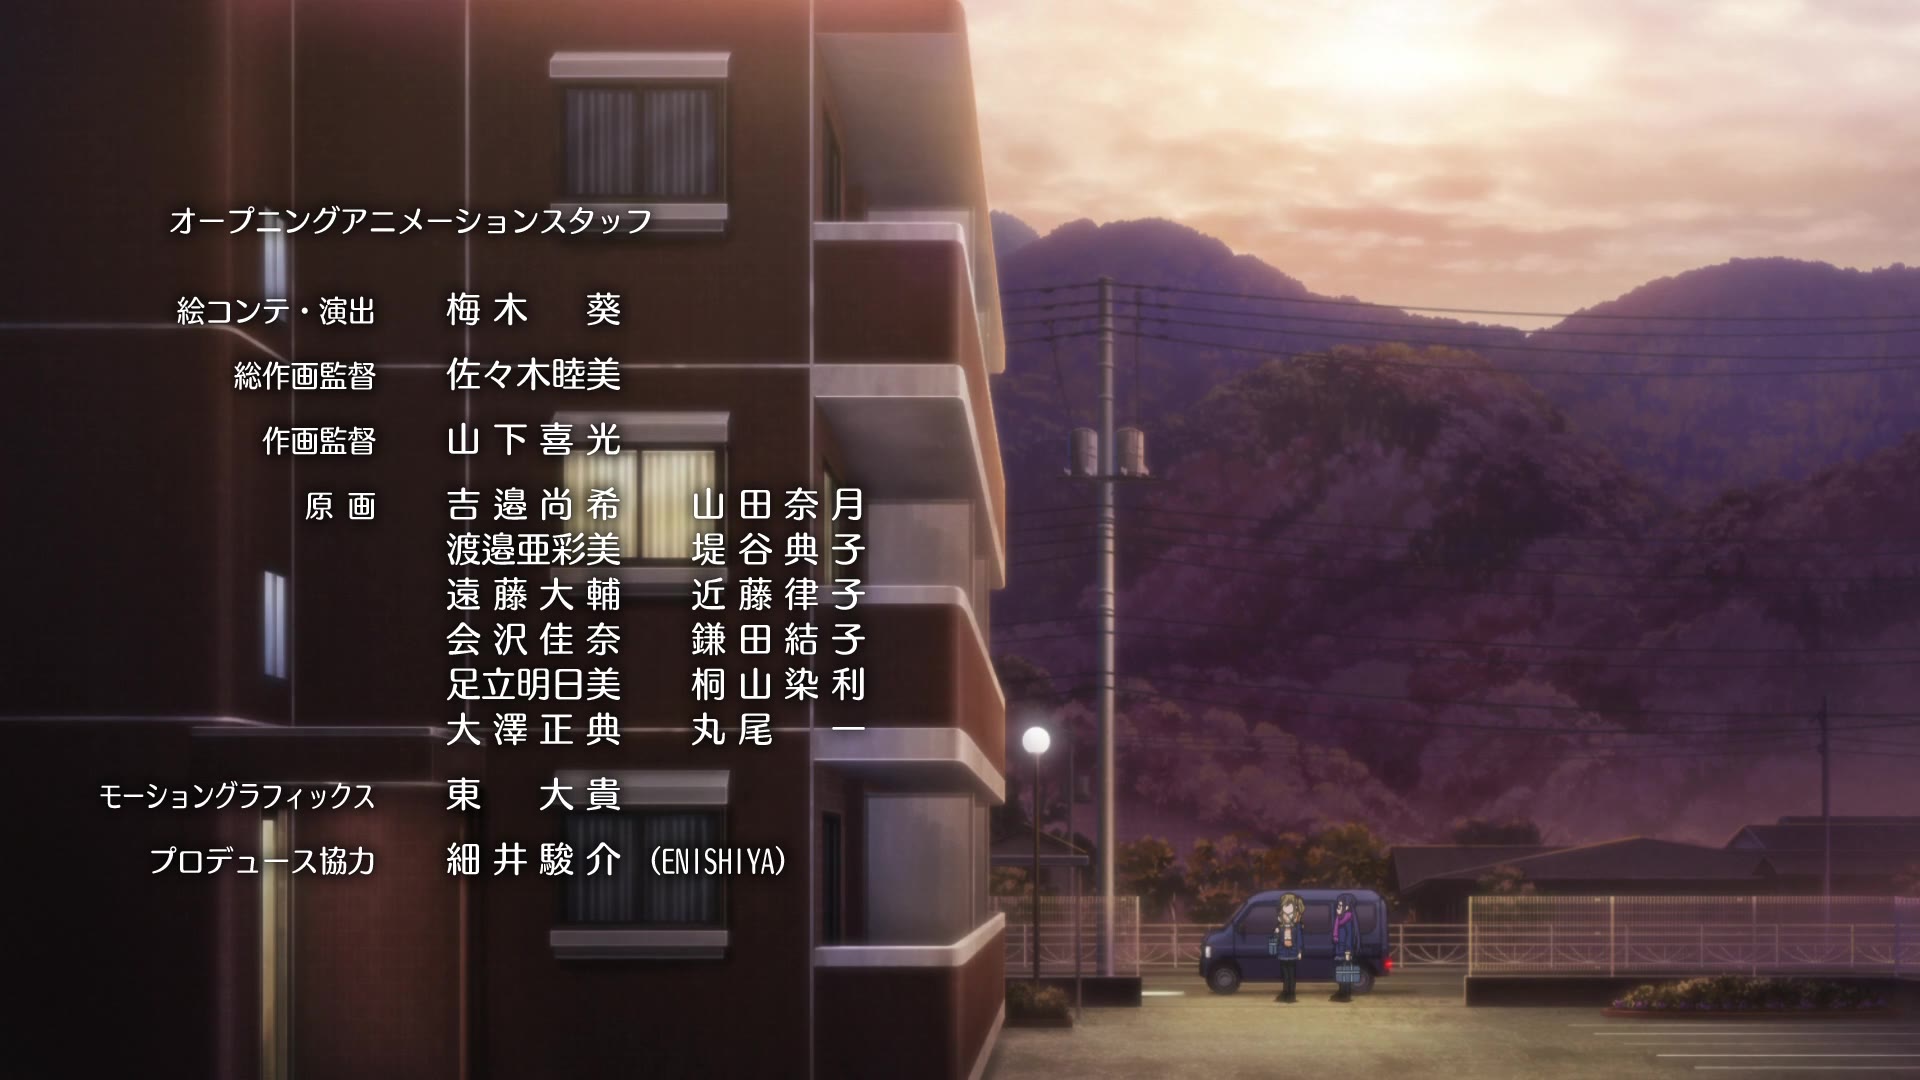 オープニングアニメーションスタッフ
絵コンテ・演出 梅木 葵
総作画監督 佐々木睦美
作画監督 山下喜光
原画 吉邉尚希 山田奈月
渡邉亜彩美 堤谷典子
遠藤大輔 近藤律子
会沢佳奈 鎌田結子
足立明日美 桐山染利
大澤正典 丸尾 一
モーショングラフィックス 東 大貴
プロデュース協力 細井駿介 (ENISHIYA)